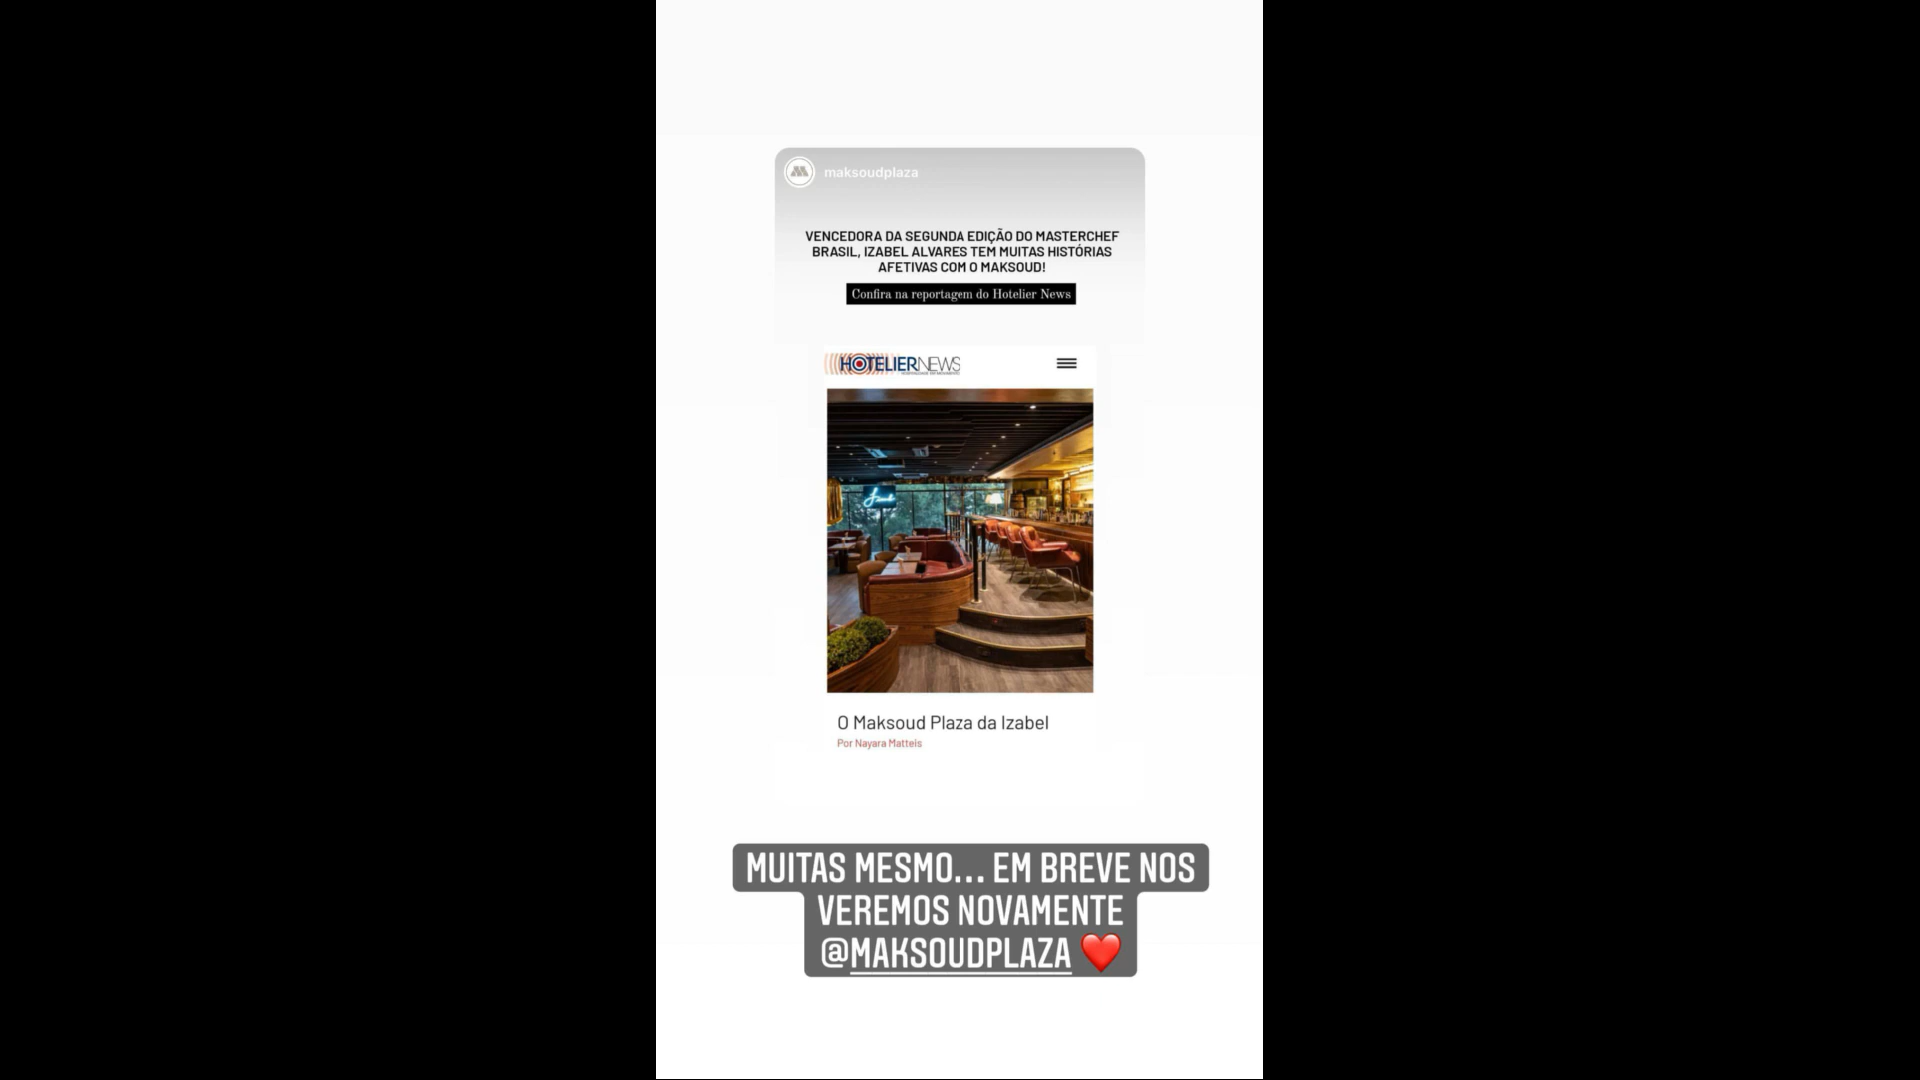 maksoudplaza
VENCEDORA DA SEGUNDA EDIÇÃO DO MASTERCHEF
BRASIL, IZABEL ALVARES TEM MUITAS HISTÓRIAS
AFETIVAS COM O MAKSOUD!
Confira na reportagem do Hotelier News
HOTELIERNEWS
O Maksoud Plaza da Izabel
Por Nayara Matteis
MUITAS MESMO... EM BREVE NOS
VEREMOS NOVAMENTE
@MAKSOUDPLAZA ❤️